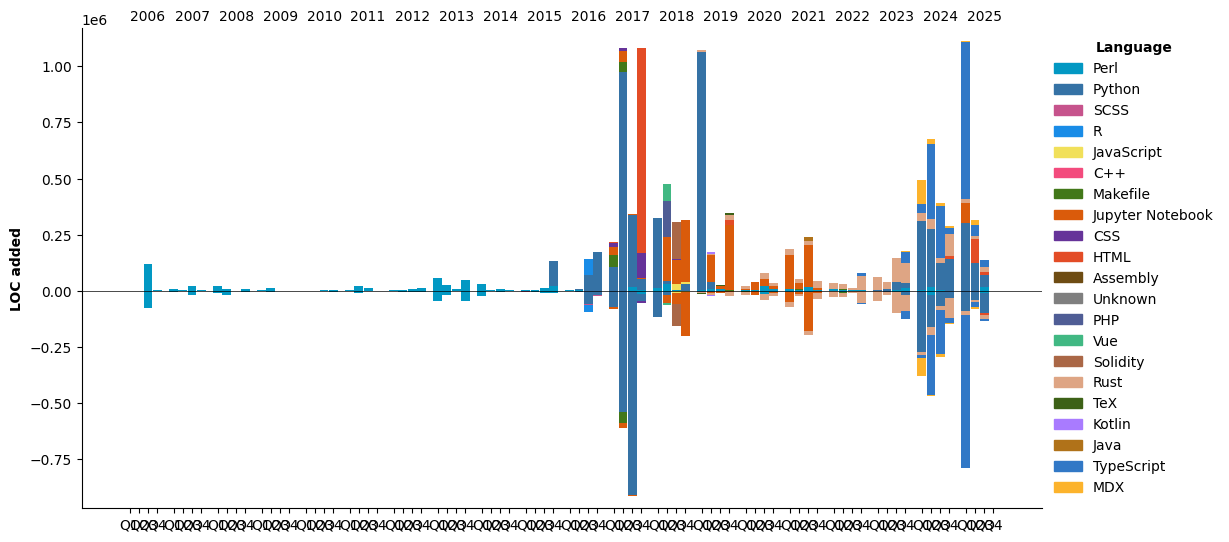 2006 2007 2008 2009 2010 2011 2012 2013 2014 2015 2016 2017 2018 2019 2020 2021 2022 2023 2024 2025
1e6
Language
Perl
Python
SCSS
R
JavaScript
C++
Makefile
Jupyter Notebook
CSS
HTML
Assembly
Unknown
PHP
Vue
Solidity
Rust
TeX
Kotlin
Java
TypeScript
MDX
LOC added
1.00
0.75
0.50
0.25
0.00
−0.25
−0.50
−0.75